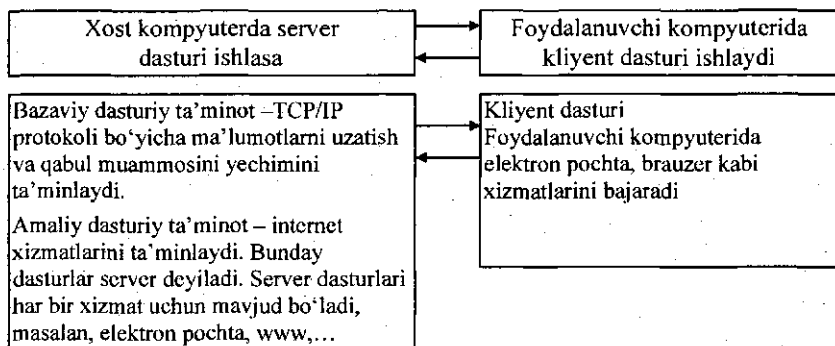 Xost kompyuterda server
dasturi ishlasa
Foydalanuvchi kompyuterida
kliyent dasturi ishlaydi
Bazaviy dasturiy ta’minot –TCP/IP
protokoli bo‘yicha ma’lumotlarni uzatish
va qabul muammosini yechimini
ta’minlaydi.
Amaliy dasturiy ta’minot – internet
xizmatlarini ta’minlaydi. Bunday
dasturlar server deyiladi. Server dasturlari
har bir xizmat uchun mavjud bo‘ladi,
masalan, elektron pochta, www,…
Kliyent dasturi
Foydalanuvchi kompyuterida
elektron pochta, brauzer kabi
xizmatlarini bajaradi